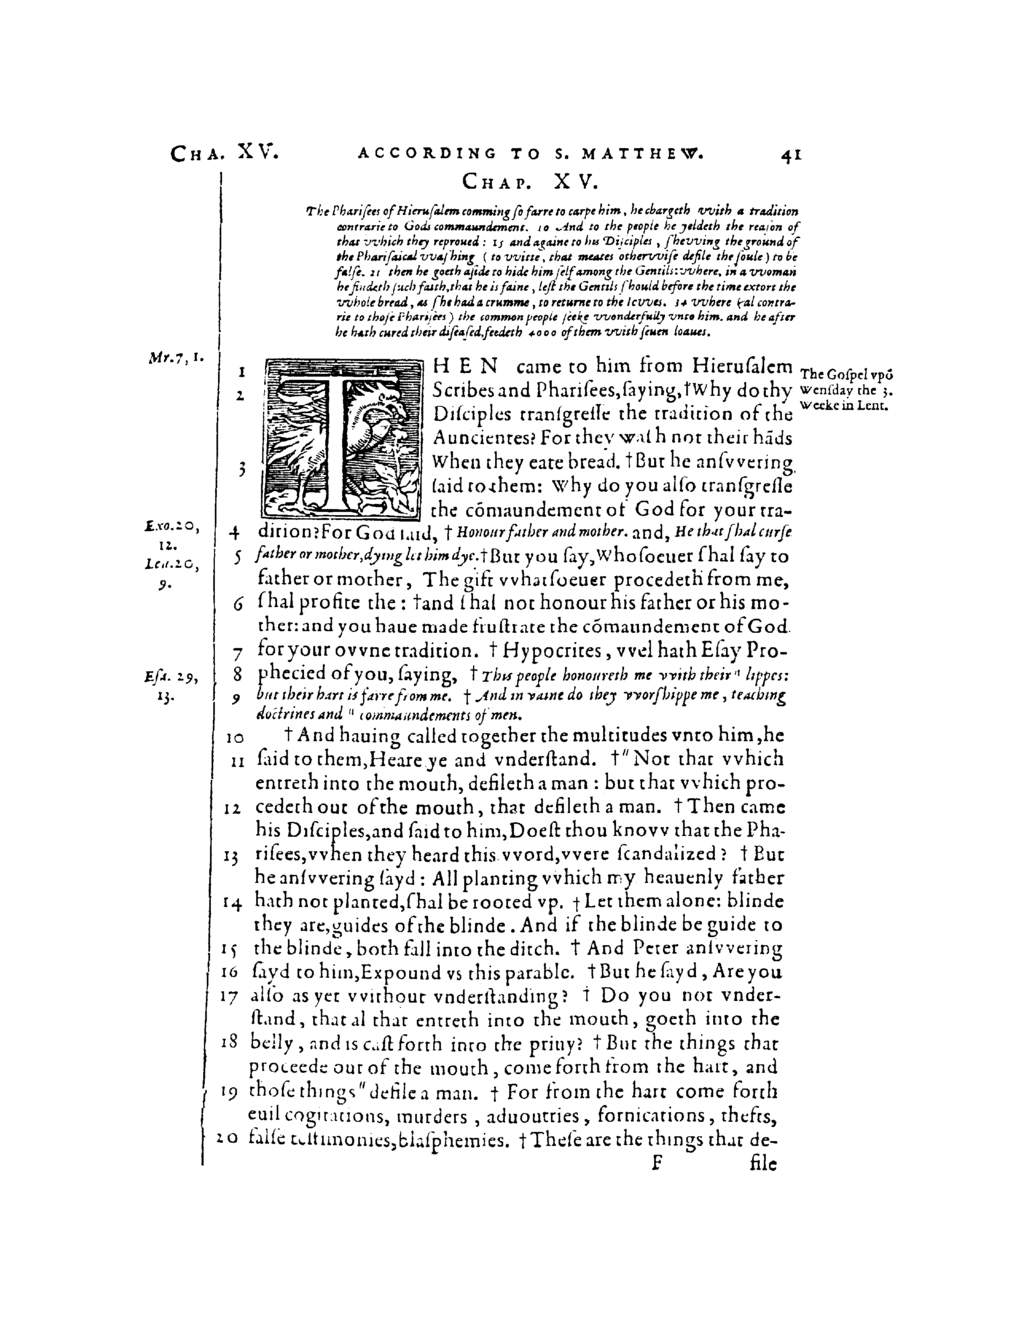 CHA. XV. ACCORDING TO S. MATTHEW. 41
CHAP. XV.
The Phariſees of Hieruſalem comming ſo farre to carpe him, he chargeth vvith a tradition
contrarie to Gods commaundement. 10 And to the people he yeldeth the reaſon of
that vvhich they reproued: 15 and againe to his Diſciples, ſhevving the ground of
the Phariſaical vvaſhing (to vvitte, that meates othervviſe defile the ſoule) to be
falſe. 21 then he goeth aſide to hide him ſelf among the Gentils: vvhere, in a vvoman
he findeth ſuch faith, that he is faine, leſt the Gentils ſhould before the time extort the
vvhole bread, as ſhe had a crumme, to returne to the Ievves. 34 vvhere (al contra-
rie to thoſe Phariſees) the common people ſeeke vvonderfully vnto him. and he after
he hath cured their diſeaſed, feedeth 4000 of them vvith ſeuen loaues.
Mr. 7, 1.
1 THEN came to him from Hieruſalem
The Goſpel vpō
2 Scribes and Phariſees, ſaying, † Why do thy
Wenſday the 3.
Diſciples tranſgreſſe the tradition of the
Weeke in Lent.
Auncientes? For they waſh not their hāds
3 When they eate bread. † But he anſvvering
ſaid to them: Why do you alſo tranſgreſſe
the cōmaundement of God for your tra-
Exo. 20,
4 dition? For God ſaid, † Honour father and mother. and, He that ſhal curſe
12.
5 father or mother, dying let him dye. † But you ſay, Whoſoeuer ſhal ſay to
Leu. 20,
9.
father or mother, The gift vvhatſoeuer procedeth from me,
6 ſhal profite the: † and ſhal not honour his father or his mo-
ther: and you haue made fruſtrate the cōmaundement of God
7 for your ovvne tradition. † Hypocrites, vvel hath Eſay Pro-
Eſa. 29,
8 phecied of you, ſaying, † This people honoureth me vvith their " lippes:
13.
9 but their hart is farre from me. † And in vaine do they vvorſhippe me, teaching
doctrines and " commaundements of men.
10 † And hauing called together the multitudes vnto him, he
11 ſaid to them, Heare ye and vnderſtand. † " Not that vvhich
entreth into the mouth, defileth a man: but that vvhich pro-
12 cedeth out of the mouth, that defileth a man. † Then came
his Diſciples, and ſaid to him, Doeſt thou knovv that the Pha-
13 riſees, vvhen they heard this vvord, vvere ſcandalized? † But
he anſvvering ſayd: All planting vvhich my heauenly father
14 hath not planted, ſhal be rooted vp. † Let them alone: blinde
they are, guides of the blinde. And if the blinde be guide to
15 the blinde, both fall into the ditch. † And Peter anſvvering
16 ſayd to him, Expound vs this parable. † But he ſayd, Are you
17 alſo as yet vvithout vnderſtanding? † Do you not vnder-
ſtand, that al that entreth into the mouth, goeth into the
18 belly, and is caſt forth into the priuy? † But the things that
proceede out of the mouth, come forth from the hart, and
19 thoſe things " defile a man. † For from the hart come forth
euil cogitations, murders, aduoutries, fornications, thefts,
20 falſe teſtimonies, blaſphemies. † Theſe are the things that de-
F file